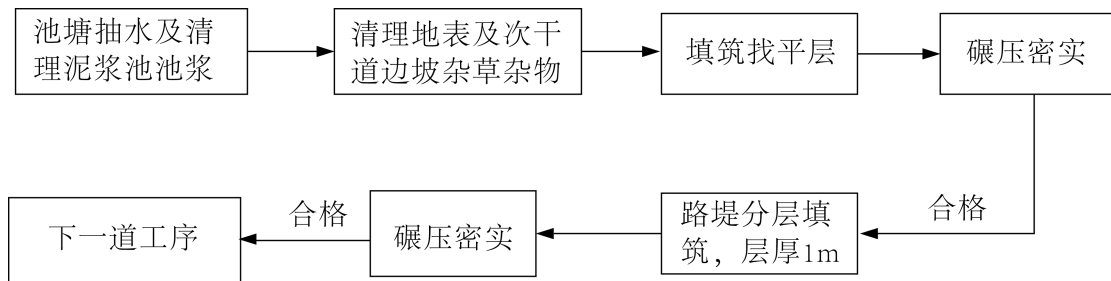 池塘抽水及清
理泥浆池池浆
清理地表及次干
道边坡杂草杂物
填筑找平层
碾压密实
合格
路堤分层填
筑，层厚1m
碾压密实
合格
下一道工序